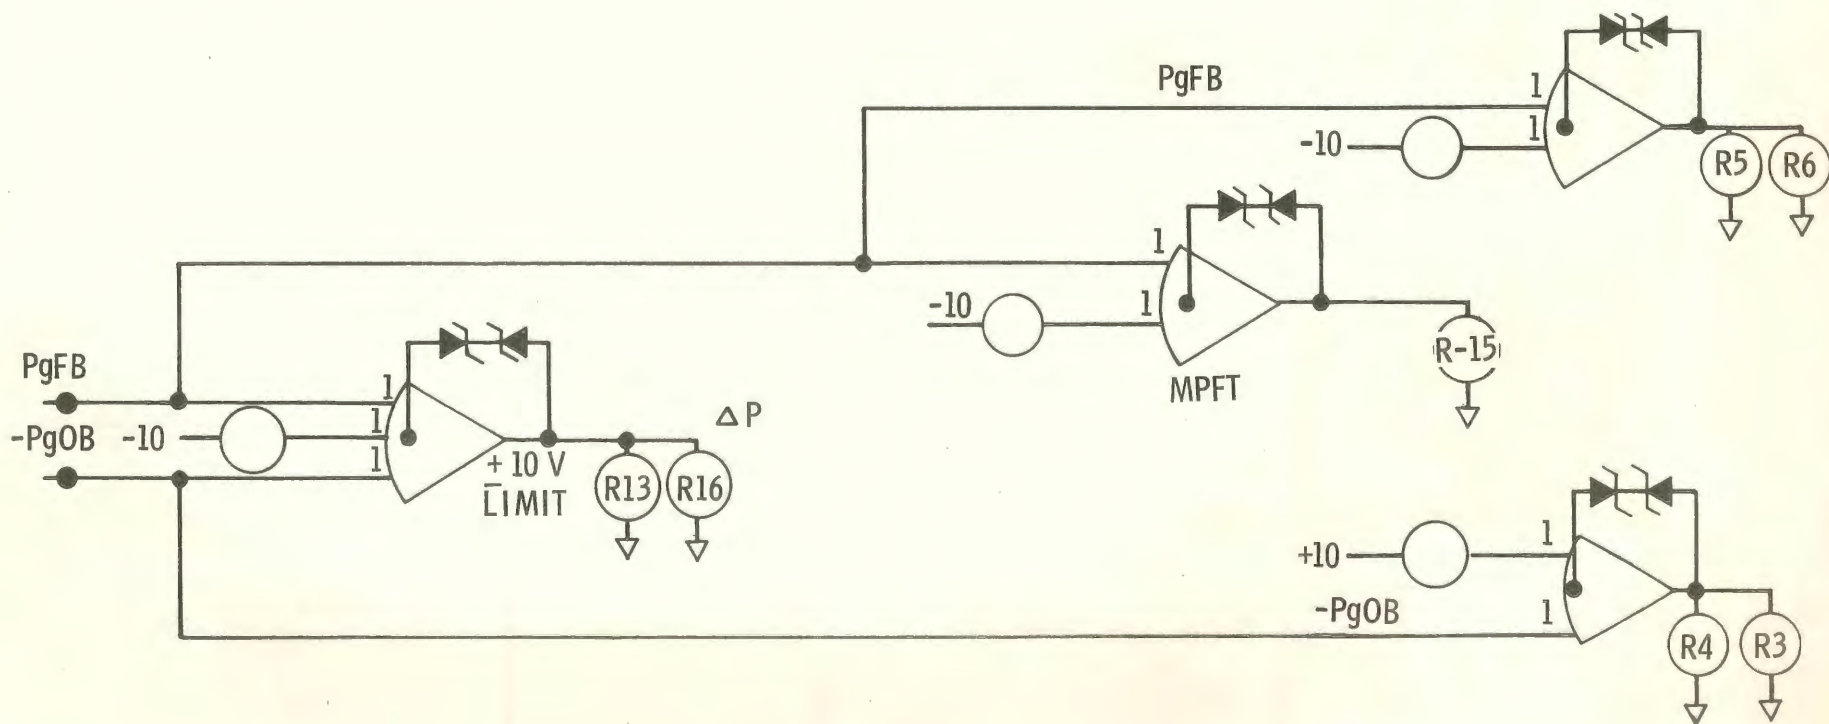 PgFB
1
-10
1
R5
R6
1
-10
1
MPFT
R-15
PgFB
-PgOB
-10
1
1
1
ΔP
± 10 V
LIMIT
R13
R16
+10
1
-PgOB
1
R4
R3